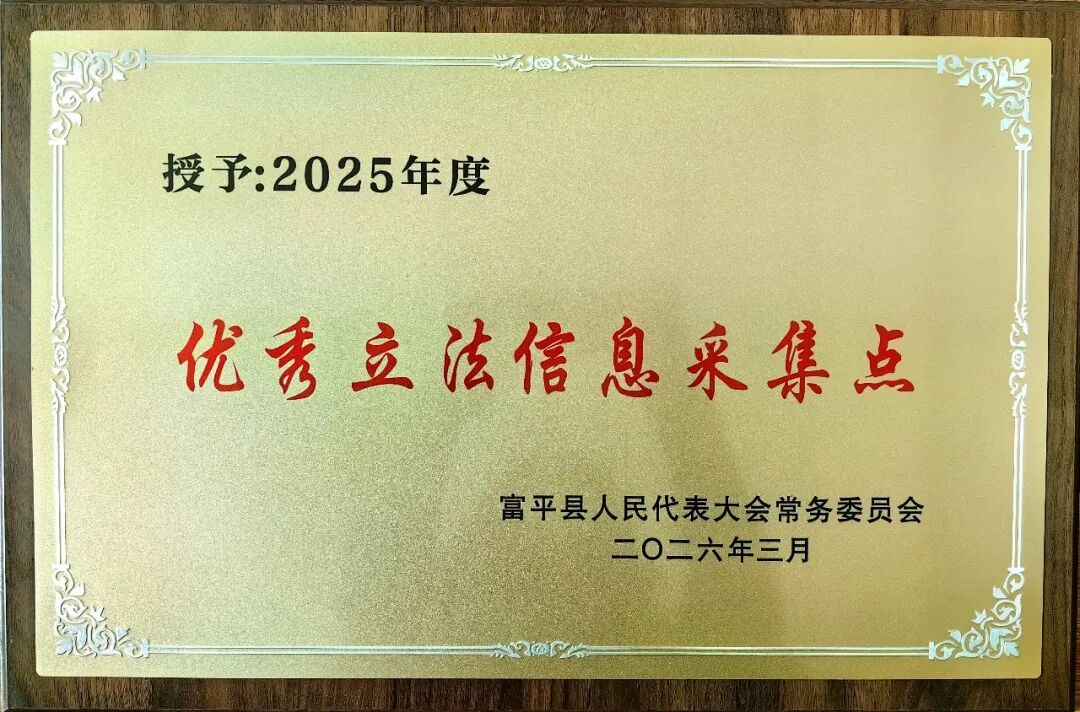 授予:2025年度
优秀立法信息采集点
富平县人民代表大会常务委员会
二〇二六年三月